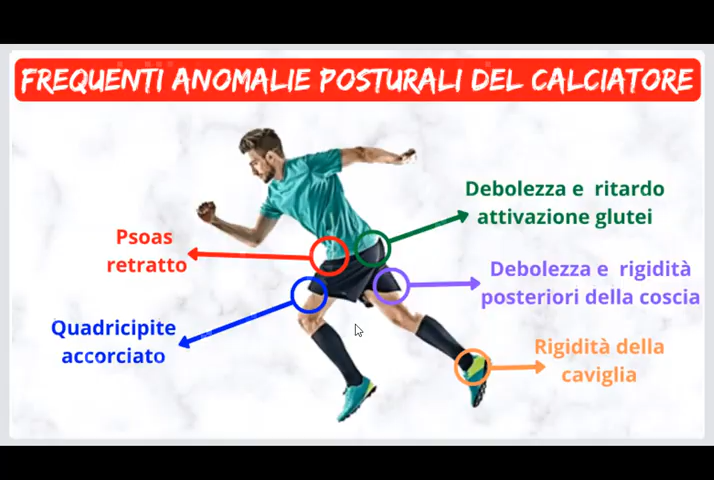 FREQUENTI ANOMALIE POSTURALI DEL CALCIATORE
Debolezza e ritardo
attivazione glutei
Psoas
retratto
Debolezza e rigidità
posteriori della coscia
Quadricipite
accorciato
Rigidità della
caviglia